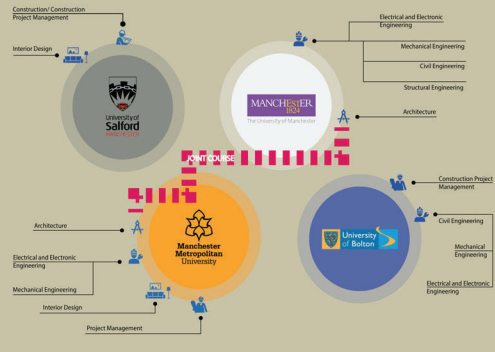 Construction/ Construction
Project Management
Interior Design
University of
Salford
MANCHESTER
Electrical and Electronic
Engineering
Mechanical Engineering
Civil Engineering
Structural Engineering
MANCHESTER
1824
The University of Manchester
Architecture
JOINT COURSE
Construction Project
Management
Civil Engineering
Mechanical
Engineering
Electrical and Electronic
Engineering
University
of Bolton
Architecture
Electrical and Electronic
Engineering
Mechanical Engineering
Interior Design
Project Management
Manchester
Metropolitan
University